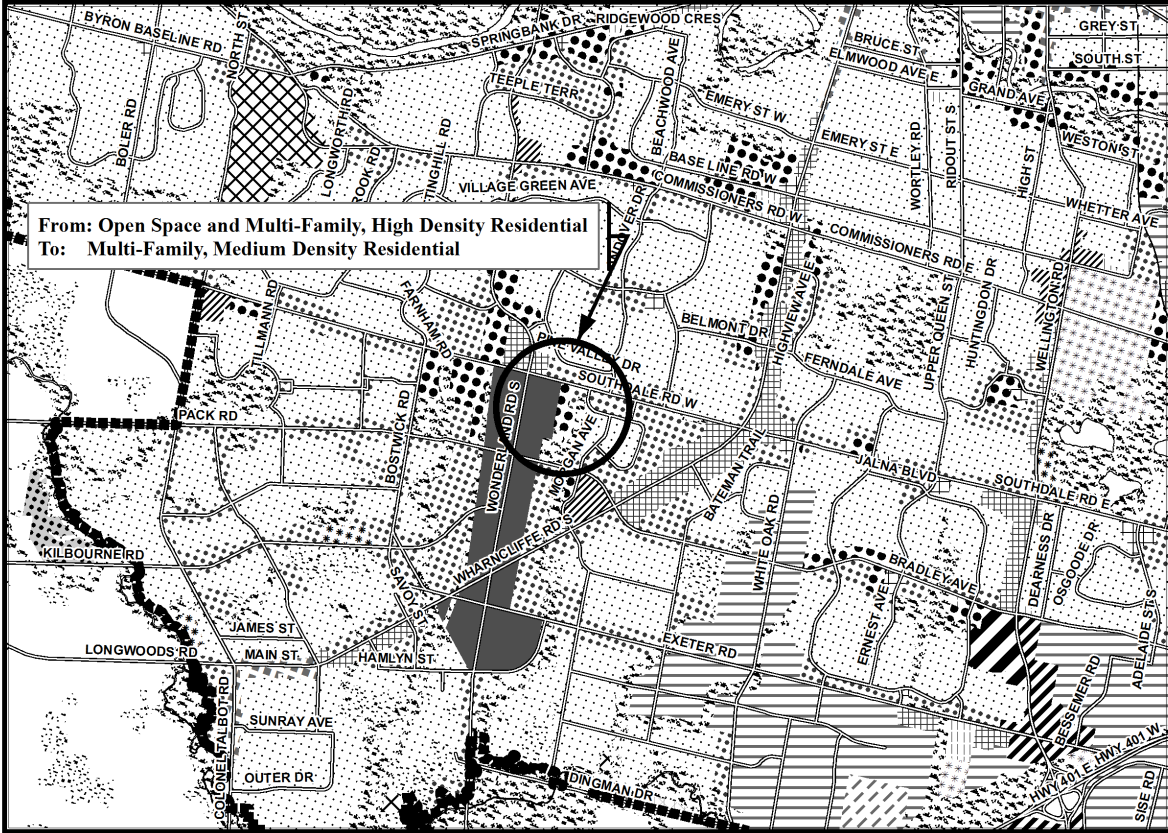 BYRON BASELINE RD
NORTH ST
SPRINGBANK DR
RIDGEWOOD CRES
BRUCE ST
GREY ST
ELMWOOD AVE E
SOUTH ST
TEEPLE TERR
BEACHWOOD AVE
EMERY ST W
GRAND AVE
BOLER RD
LONGWORTH RD
EMERY ST E
WORTLEY RD
RIDOUT ST S
HIGH ST
WESTON ST
BASE LINE RD W
VILLAGE GREEN AVE
COMMISSIONERS RD W
WHETTER AVE
From: Open Space and Multi-Family, High Density Residential
To: Multi-Family, Medium Density Residential
COMMISSIONERS RD E
TILLMANN RD
FARNHAM RD
BELMONT DR
HIGHVIEW AVE E
UPPER QUEEN ST
HUNTINGDON DR
WELLINGTON RD
PINE VALLEY DR
FERNDALE AVE
SOUTHDALE RD W
PACK RD
BOSTWICK RD
WONDERLAND RD S
MORGAN AVE
BATEMAN TRAIL
JALNA BLVD
SOUTHDALE RD E
WHITE OAK RD
KILBOURNE RD
WHARNCLIFFE RD S
BRADLEY AVE
DEARNESS DR
OSGOODE DR
SAVOY ST
ERNEST AVE
ADELAIDE ST S
JAMES ST
LONGWOODS RD
MAIN ST
HAMLYN ST
EXETER RD
BESSEMER RD
COLONEL TALBOT RD
SUNRAY AVE
OUTER DR
DINGMAN DR
HWY 401 E
HWY 401 W
SISE RD